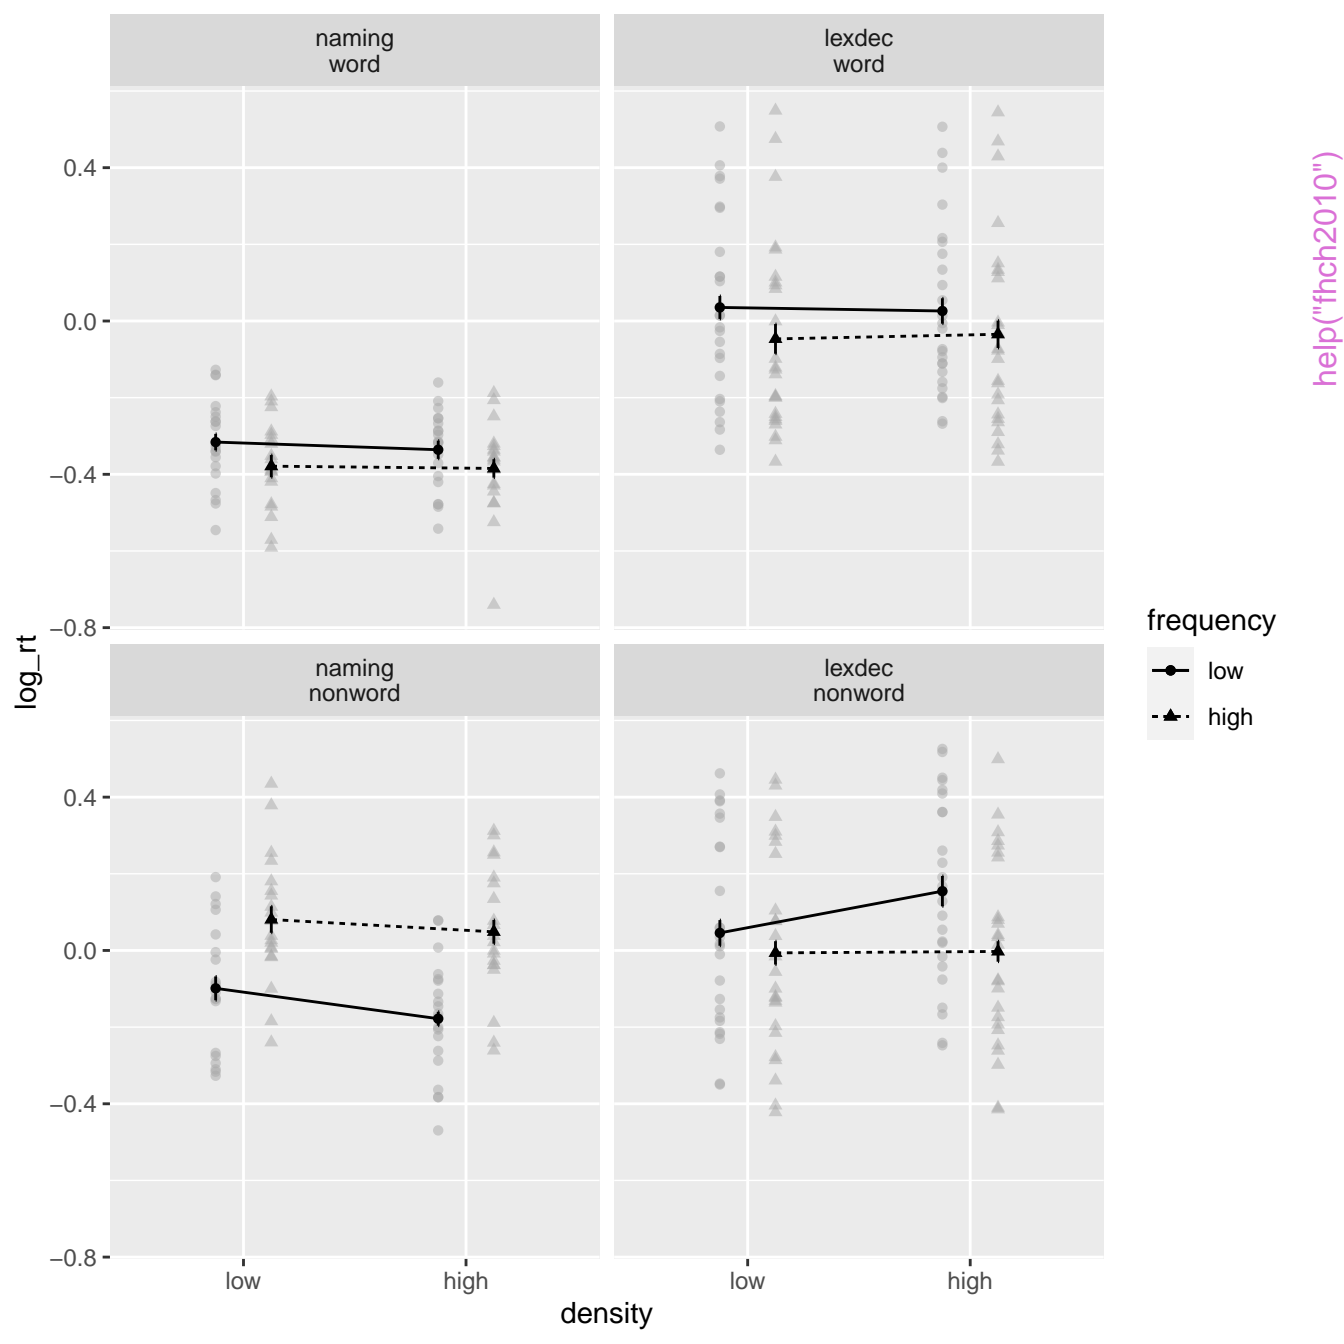 naming
word
lexdec
word
0.4
0.0
−0.4
−0.8
naming
nonword
lexdec
nonword
0.4
0.0
−0.4
−0.8
low
high
low
high
density
log_rt
frequency
low
high
help("fhch2010")